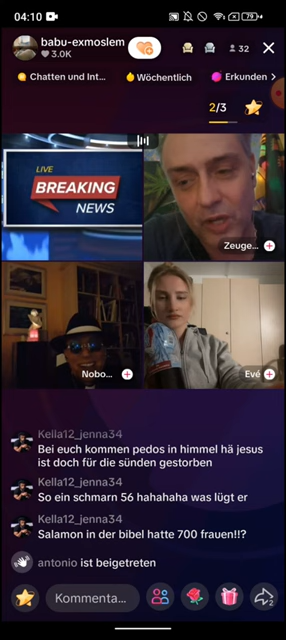 04:10
79
babu-exmoslem
3.0K
32
Chatten und Int...
Wöchentlich
Erkunden
2/3
LIVE
BREAKING
NEWS
Zeuge...
Nobo...
Evé
Kella12_jenna34
Bei euch kommen pedos in himmel hä jesus
ist doch für die sünden gestorben
Kella12_jenna34
So ein schmarn 56 hahahaha was lügt er
Kella12_jenna34
Salamon in der bibel hatte 700 frauen!!?
antonio ist beigetreten
Kommenta...
2